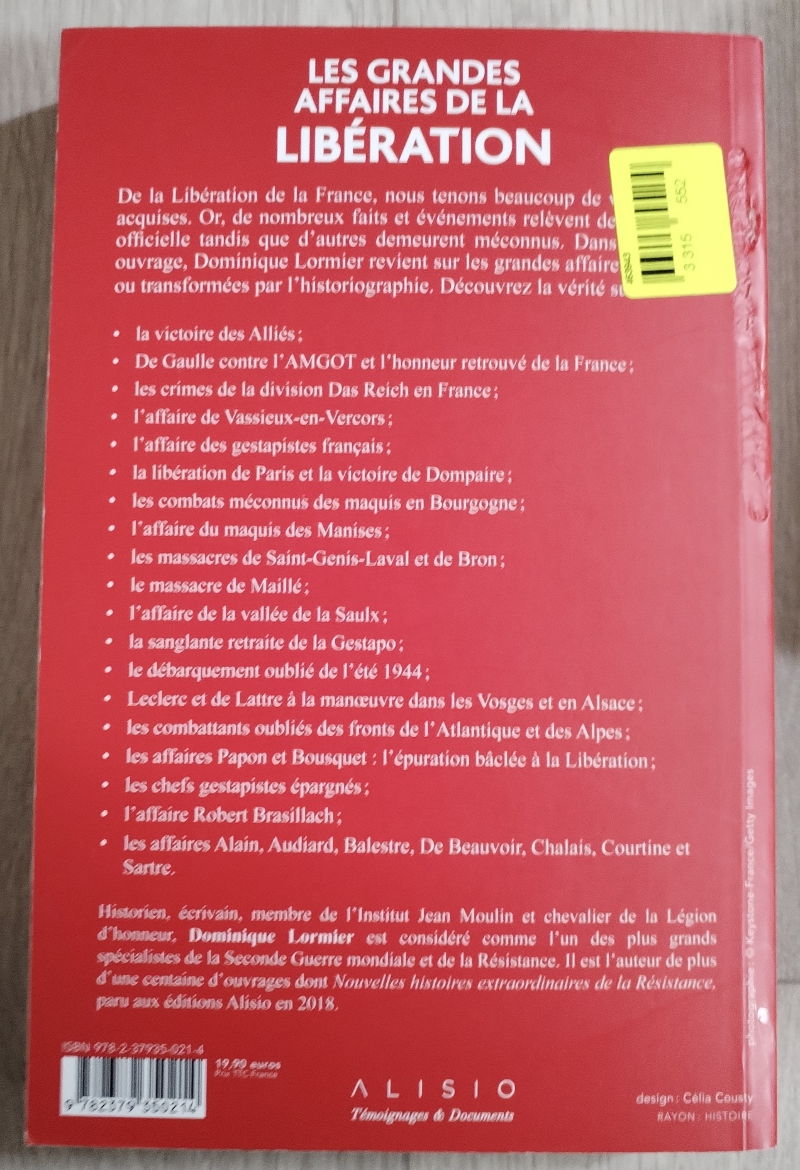 LES GRANDES
AFFAIRES DE LA
LIBÉRATION
De la Libération de la France, nous tenons beaucoup de
acquises. Or, de nombreux faits et événements relèvent
officielle tandis que d'autres demeurent méconnus. Dans
ouvrage, Dominique Lormier revient sur les grandes
ou transformées par l'historiographie. Découvrez la vérité
463943
3 315 552
• la victoire des Alliés ;
• De Gaulle contre l'AMGOT et l'honneur retrouvé de la France ;
• les crimes de la division Das Reich en France ;
• l'affaire de Vassieux-en-Vercors ;
• l'affaire des gestapistes français ;
• la libération de Paris et la victoire de Dompaire ;
• les combats méconnus des maquis en Bourgogne ;
• l'affaire du maquis des Manises ;
• les massacres de Saint-Genis-Laval et de Bron ;
• le massacre de Maillé ;
• l'affaire de la vallée de la Saulx ;
• la sanglante retraite de la Gestapo ;
• le débarquement oublié de l'été 1944 ;
• Leclerc et de Lattre à la manœuvre dans les Vosges et en Alsace ;
• les combattants oubliés des fronts de l'Atlantique et des Alpes ;
• les affaires Papon et Bousquet : l'épuration bâclée à la Libération ;
• les chefs gestapistes épargnés ;
• l'affaire Robert Brasillach ;
• les affaires Alain, Audiard, Balestre, De Beauvoir, Chalais, Courtine et
Sartre.
Historien, écrivain, membre de l'Institut Jean Moulin et chevalier de la Légion
d'honneur, Dominique Lormier est considéré comme l'un des plus grands
spécialistes de la Seconde Guerre mondiale et de la Résistance. Il est l'auteur de plus
d'une centaine d'ouvrages dont Nouvelles histoires extraordinaires de la Résistance,
paru aux éditions Alisio en 2018.
photographie : © Keystone-France/Getty Images
ISBN 978-2-37935-021-4
19,90 euros
Prix TTC France
9 782379 350214
ALISIO
Témoignages & Documents
design : Célia Cousty
RAYON : HISTOIRE